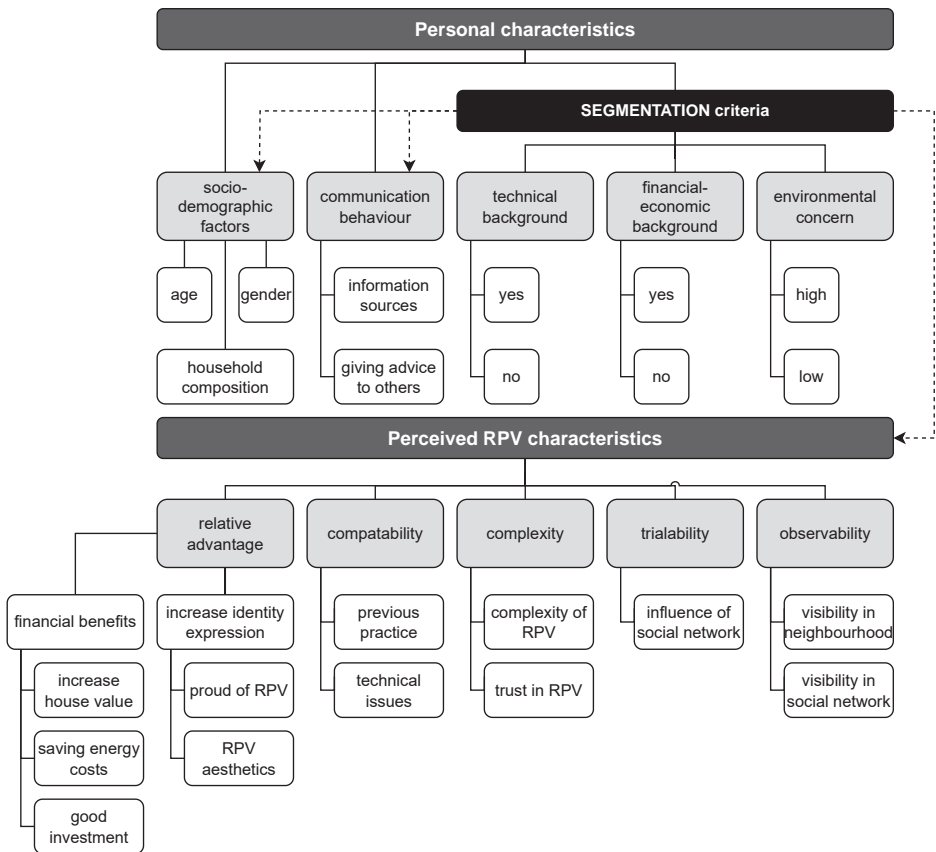 Personal characteristics
SEGMENTATION criteria
socio-
demographic
factors
communication
behaviour
technical
background
financial-
economic
background
environmental
concern
age
gender
information
sources
yes
yes
high
household
composition
giving advice
to others
no
no
low
Perceived RPV characteristics
relative
advantage
compatability
complexity
trialability
observability
financial benefits
increase identity
expression
previous
practice
complexity of
RPV
influence of
social network
visibility in
neighbourhood
increase
house value
proud of RPV
technical
issues
trust in RPV
visibility in
social network
saving energy
costs
RPV
aesthetics
good
investment